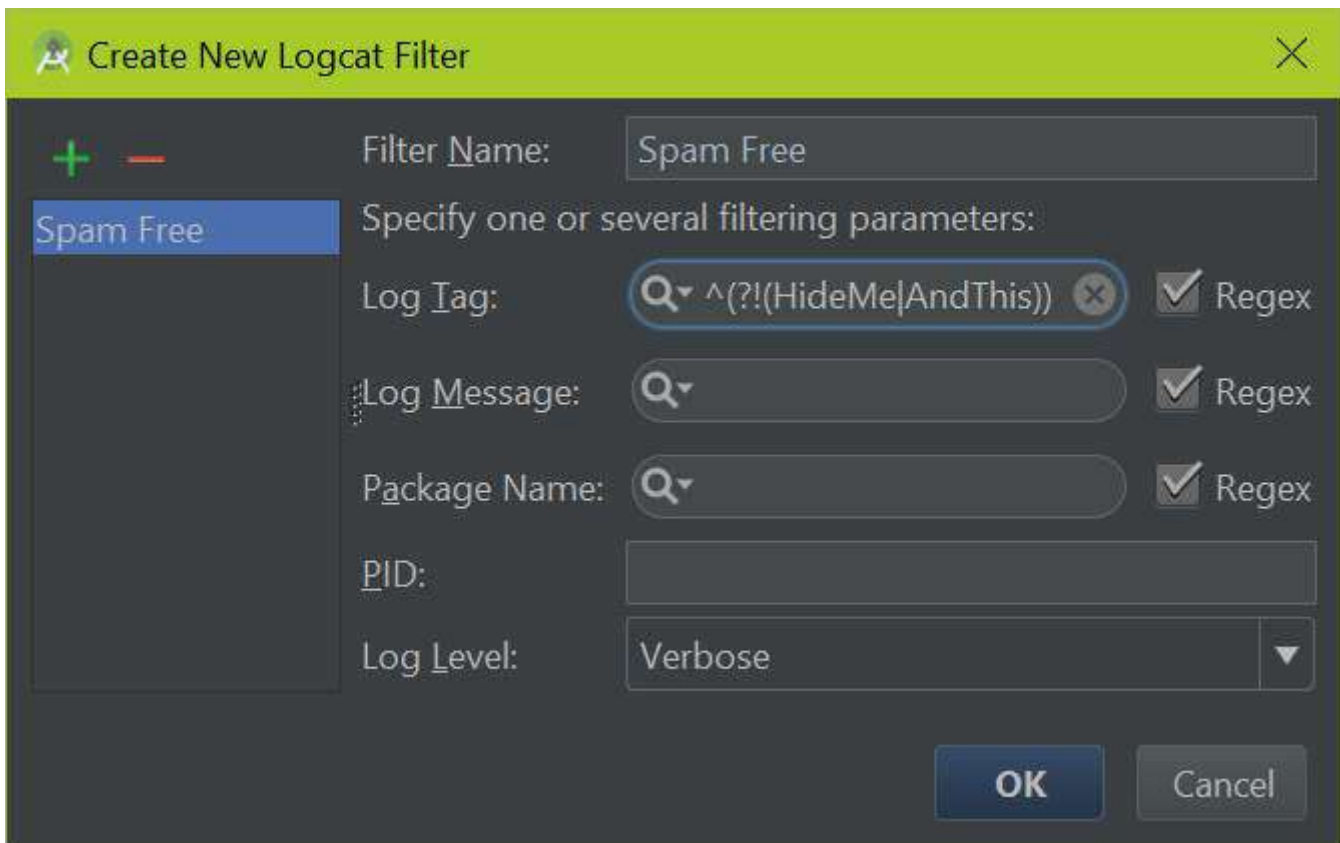 Create New Logcat Filter
Filter Name: Spam Free
Spam Free
Specify one or several filtering parameters:
Log Tag: ^(?!(HideMe|AndThis)) Regex
Log Message: Regex
Package Name: Regex
PID:
Log Level: Verbose
OK Cancel